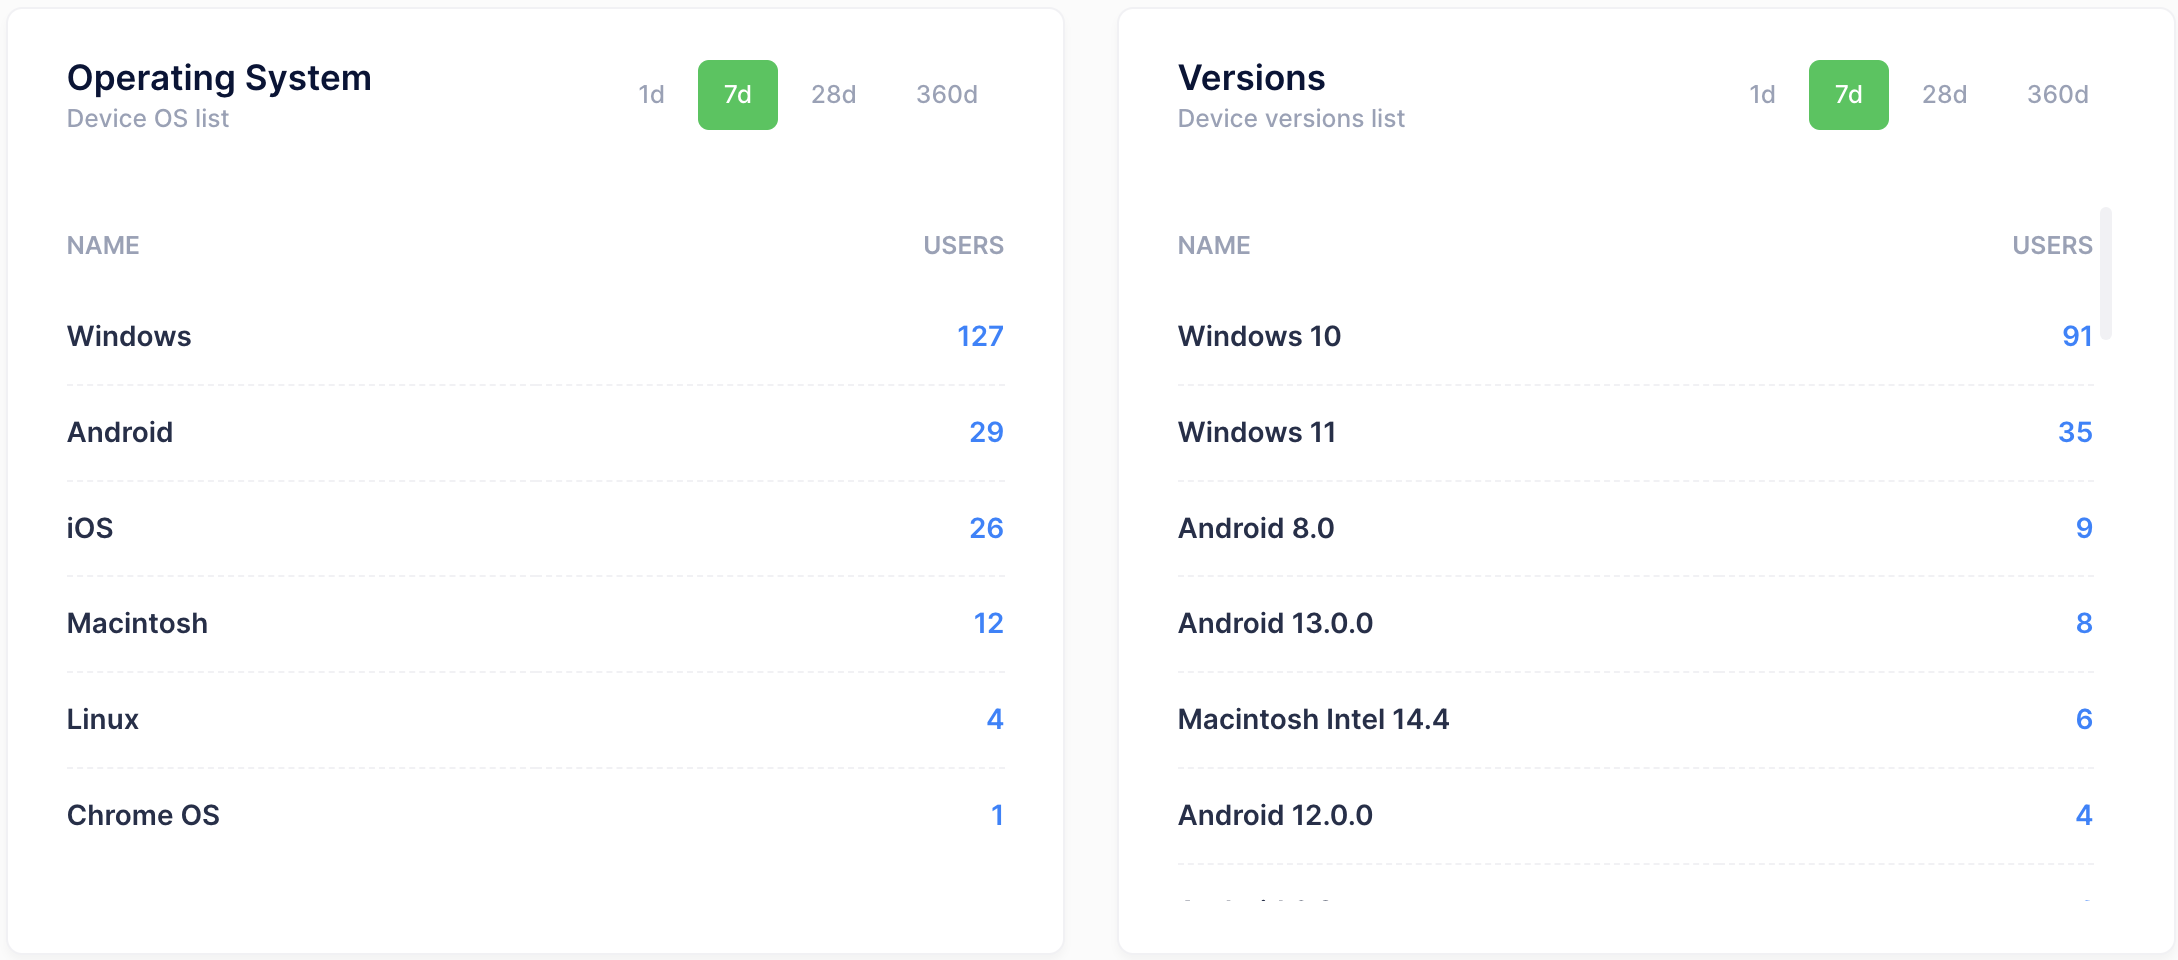 Operating System
Device OS list
1d 7d 28d 360d
NAME USERS
Windows 127
Android 29
iOS 26
Macintosh 12
Linux 4
Chrome OS 1
Versions
Device versions list
1d 7d 28d 360d
NAME USERS
Windows 10 91
Windows 11 35
Android 8.0 9
Android 13.0.0 8
Macintosh Intel 14.4 6
Android 12.0.0 4